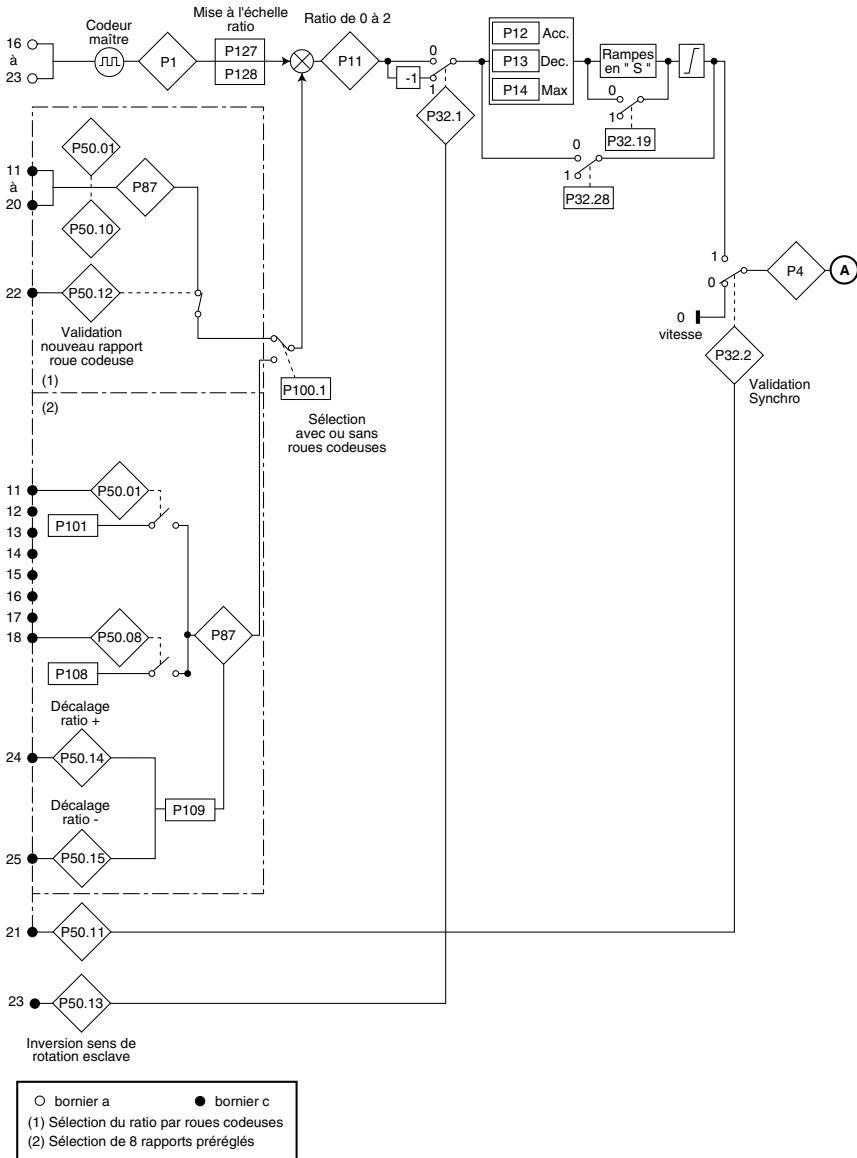 Codeur
maître
Mise à l'échelle
ratio
Ratio de 0 à 2
16
à
23
P1
P127
P128
P11
0
-1
1
P12 Acc.
P13 Dec.
P14 Max
Rampes
en " S "
0
1
P32.19
P32.1
0
1
P32.28
P50.01
11
à
20
P87
P50.10
22
P50.12
Validation
nouveau rapport
roue codeuse
(1)
P100.1
Sélection
avec ou sans
roues codeuses
1
0
P4
A
0
vitesse
P32.2
Validation
Synchro
(2)
11
P50.01
12
P101
13
14
15
16
17
18
P50.08
P87
P108
Décalage
ratio +
24
P50.14
P109
Décalage
ratio -
25
P50.15
21
P50.11
23
P50.13
Inversion sens de
rotation esclave
bornier a bornier c
(1) Sélection du ratio par roues codeuses
(2) Sélection de 8 rapports préréglés